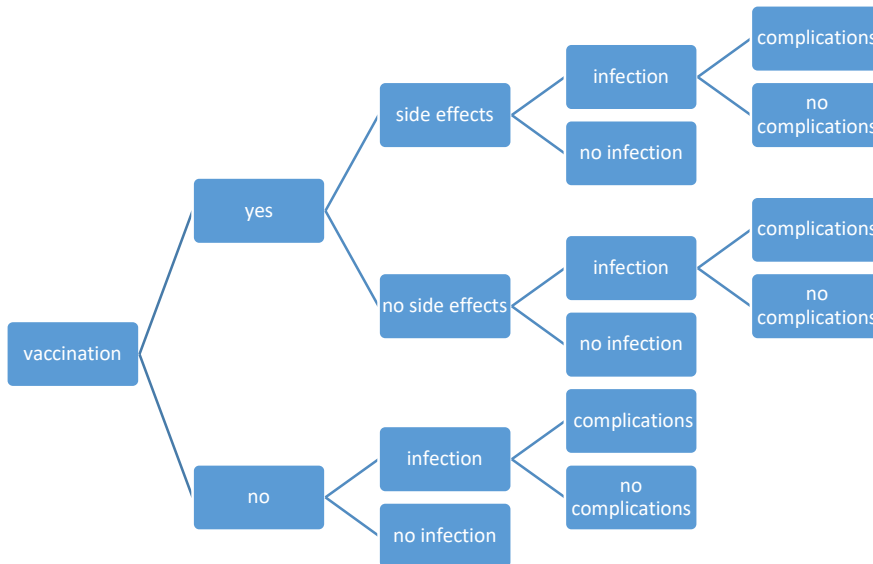 complications
infection
side effects
no
complications
no infection
yes
complications
infection
no side effects
no
complications
no infection
vaccination
complications
infection
no
no
complications
no infection